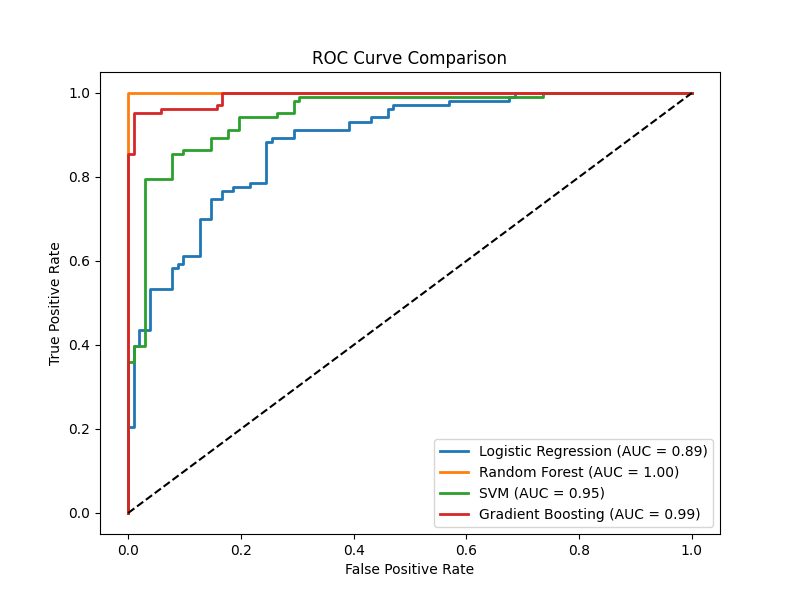 ROC Curve Comparison
True Positive Rate
1.0
0.8
0.6
0.4
0.2
0.0
Logistic Regression (AUC = 0.89)
Random Forest (AUC = 1.00)
SVM (AUC = 0.95)
Gradient Boosting (AUC = 0.99)
0.0 0.2 0.4 0.6 0.8 1.0
False Positive Rate